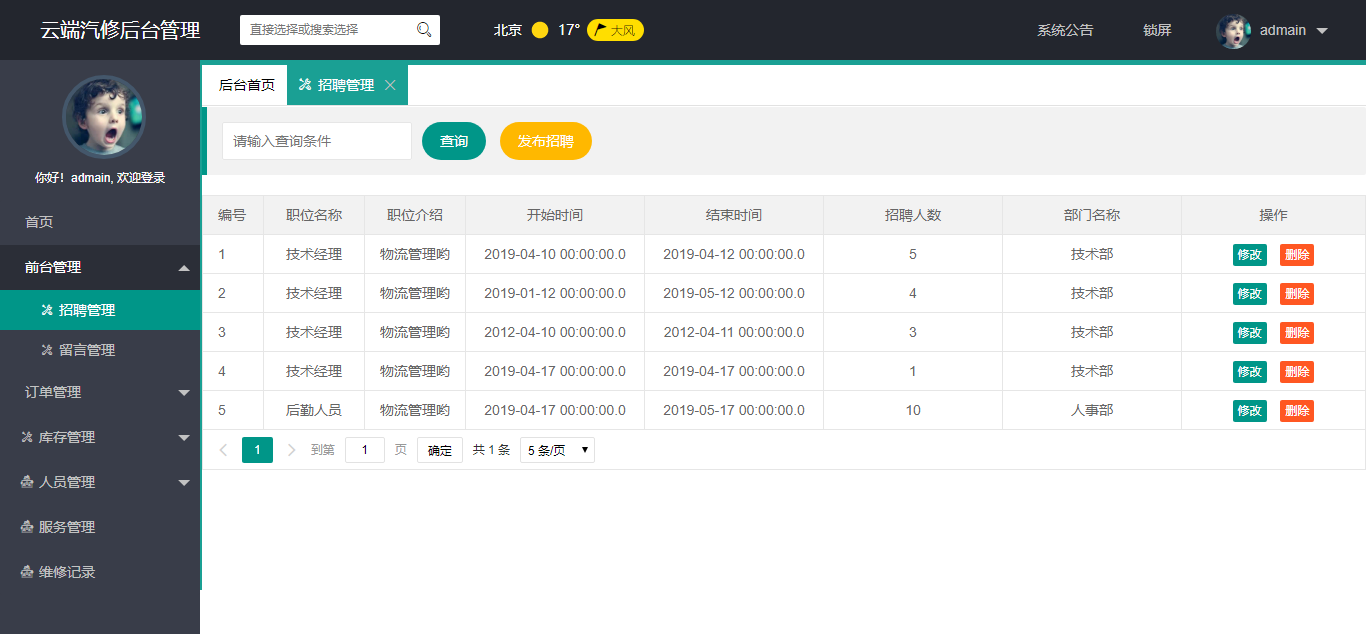 云端汽修后台管理 直接选择或搜索选择 北京 17° 大风 系统公告 锁屏 admain
后台首页 招聘管理
你好！admain, 欢迎登录
首页
前台管理
招聘管理
留言管理
订单管理
库存管理
人员管理
服务管理
维修记录
请输入查询条件 查询 发布招聘
编号 职位名称 职位介绍 开始时间 结束时间 招聘人数 部门名称 操作
1 技术经理 物流管理哟 2019-04-10 00:00:00.0 2019-04-12 00:00:00.0 5 技术部 修改 删除
2 技术经理 物流管理哟 2019-01-12 00:00:00.0 2019-05-12 00:00:00.0 4 技术部 修改 删除
3 技术经理 物流管理哟 2012-04-10 00:00:00.0 2012-04-11 00:00:00.0 3 技术部 修改 删除
4 技术经理 物流管理哟 2019-04-17 00:00:00.0 2019-04-17 00:00:00.0 1 技术部 修改 删除
5 后勤人员 物流管理哟 2019-04-17 00:00:00.0 2019-05-17 00:00:00.0 10 人事部 修改 删除
1 到第 1 页 确定 共 1 条 5 条/页